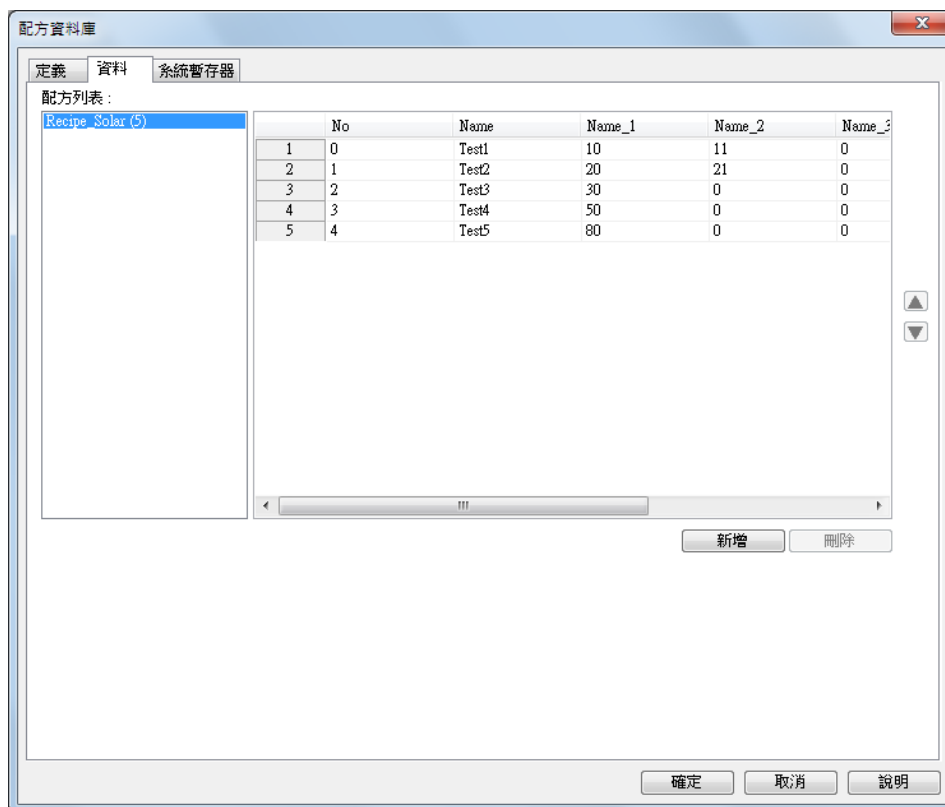 配方資料庫
定義 資料 系統暫存器
配方列表：
Recipe_Solar (5)
No Name Name_1 Name_2 Name_3
1 0 Test1 10 11 0
2 1 Test2 20 21 0
3 2 Test3 30 0 0
4 3 Test4 50 0 0
5 4 Test5 80 0 0
新增 刪除
確定 取消 說明